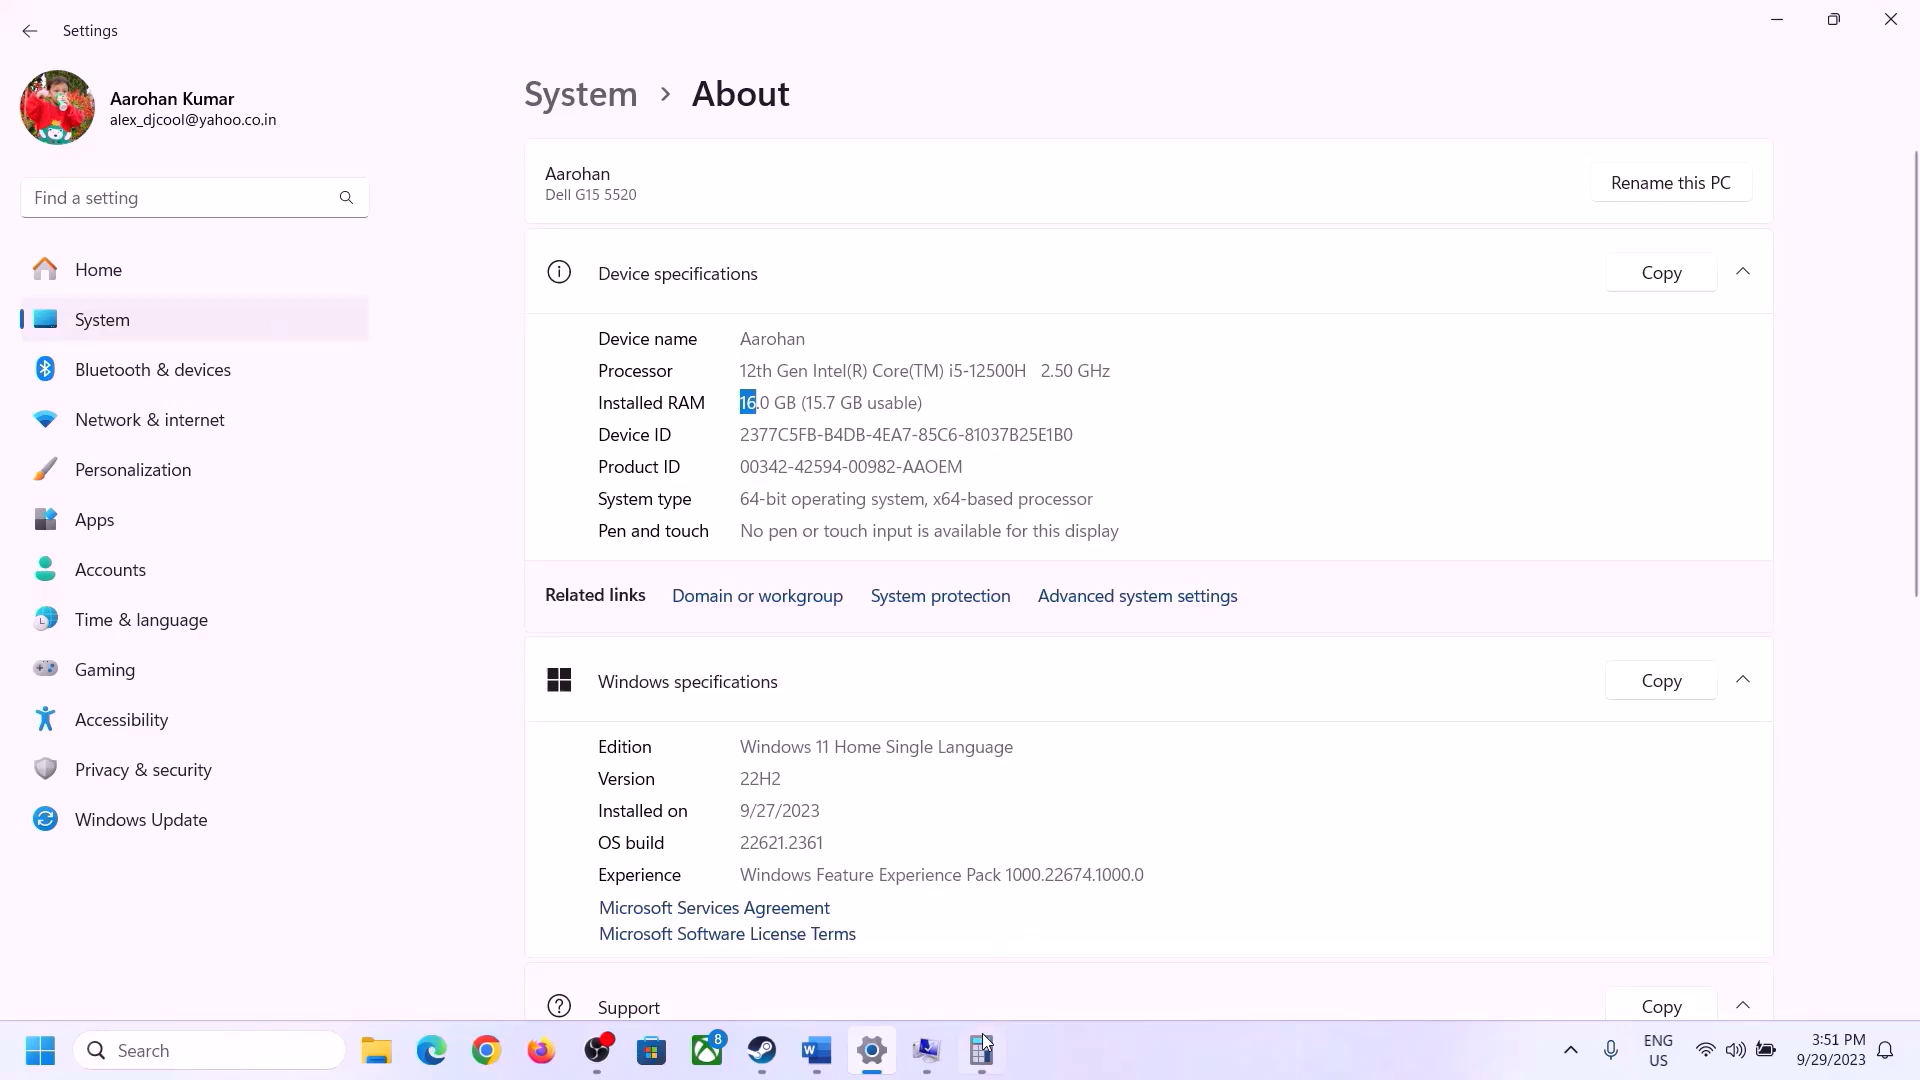 Settings
Aarohan Kumar
alex_djcool@yahoo.co.in
Find a setting
Home
System
Bluetooth & devices
Network & internet
Personalization
Apps
Accounts
Time & language
Gaming
Accessibility
Privacy & security
Windows Update
System > About
Aarohan
Dell G15 5520
Rename this PC
Device specifications
Copy
Device name Aarohan
Processor 12th Gen Intel(R) Core(TM) i5-12500H 2.50 GHz
Installed RAM 16.0 GB (15.7 GB usable)
Device ID 2377C5FB-B4DB-4EA7-85C6-81037B25E1B0
Product ID 00342-42594-00982-AAOEM
System type 64-bit operating system, x64-based processor
Pen and touch No pen or touch input is available for this display
Related links Domain or workgroup System protection Advanced system settings
Windows specifications
Copy
Edition Windows 11 Home Single Language
Version 22H2
Installed on 9/27/2023
OS build 22621.2361
Experience Windows Feature Experience Pack 1000.22674.1000.0
Microsoft Services Agreement
Microsoft Software License Terms
Support
Copy
Search
8
W
ENG
US
3:51 PM
9/29/2023